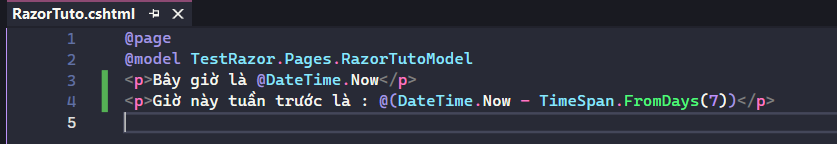 RazorTuto.cshtml
1 @page
2 @model TestRazor.Pages.RazorTutoModel
3 <p>Bây giờ là @DateTime.Now</p>
4 <p>Giờ này tuần trước là : @(DateTime.Now - TimeSpan.FromDays(7))</p>
5